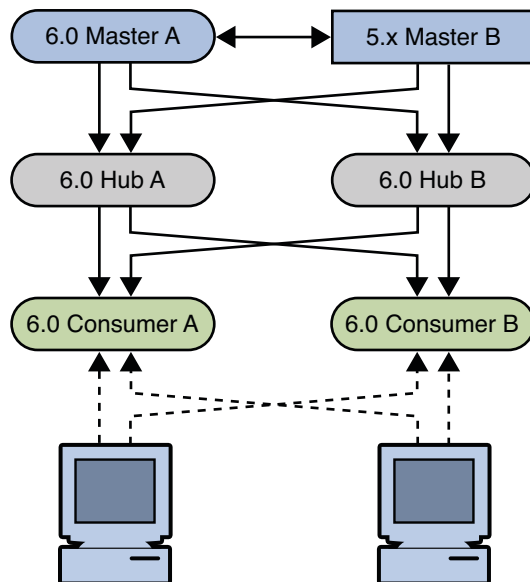 6.0 Master A
5.x Master B
6.0 Hub A
6.0 Hub B
6.0 Consumer A
6.0 Consumer B